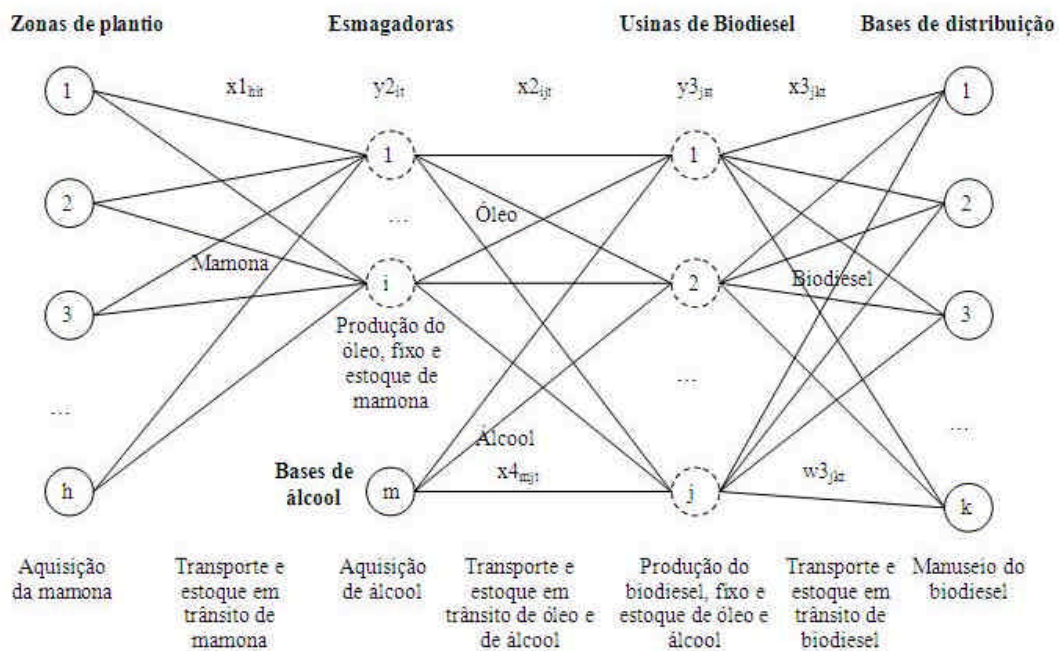 Zonas de plantio
Esmagadoras
Usinas de Biodiesel
Bases de distribuição
x1hit
y2it
x2ijt
y3jst
x3jkt
1
1
1
1
2
...
Óleo
2
Mamona
i
2
Biodiesel
3
3
Produção do
óleo, fixo e
estoque de
mamona
...
...
...
Álcool
Bases de
álcool
x4mjt
w3jkt
h
m
j
k
Aquisição
da mamona
Transporte e
estoque em
trânsito de
mamona
Aquisição
de álcool
Transporte e
estoque em
trânsito de óleo e
de álcool
Produção do
biodiesel, fixo e
estoque de óleo e
álcool
Transporte e
estoque em
trânsito de
biodiesel
Manuseio do
biodiesel